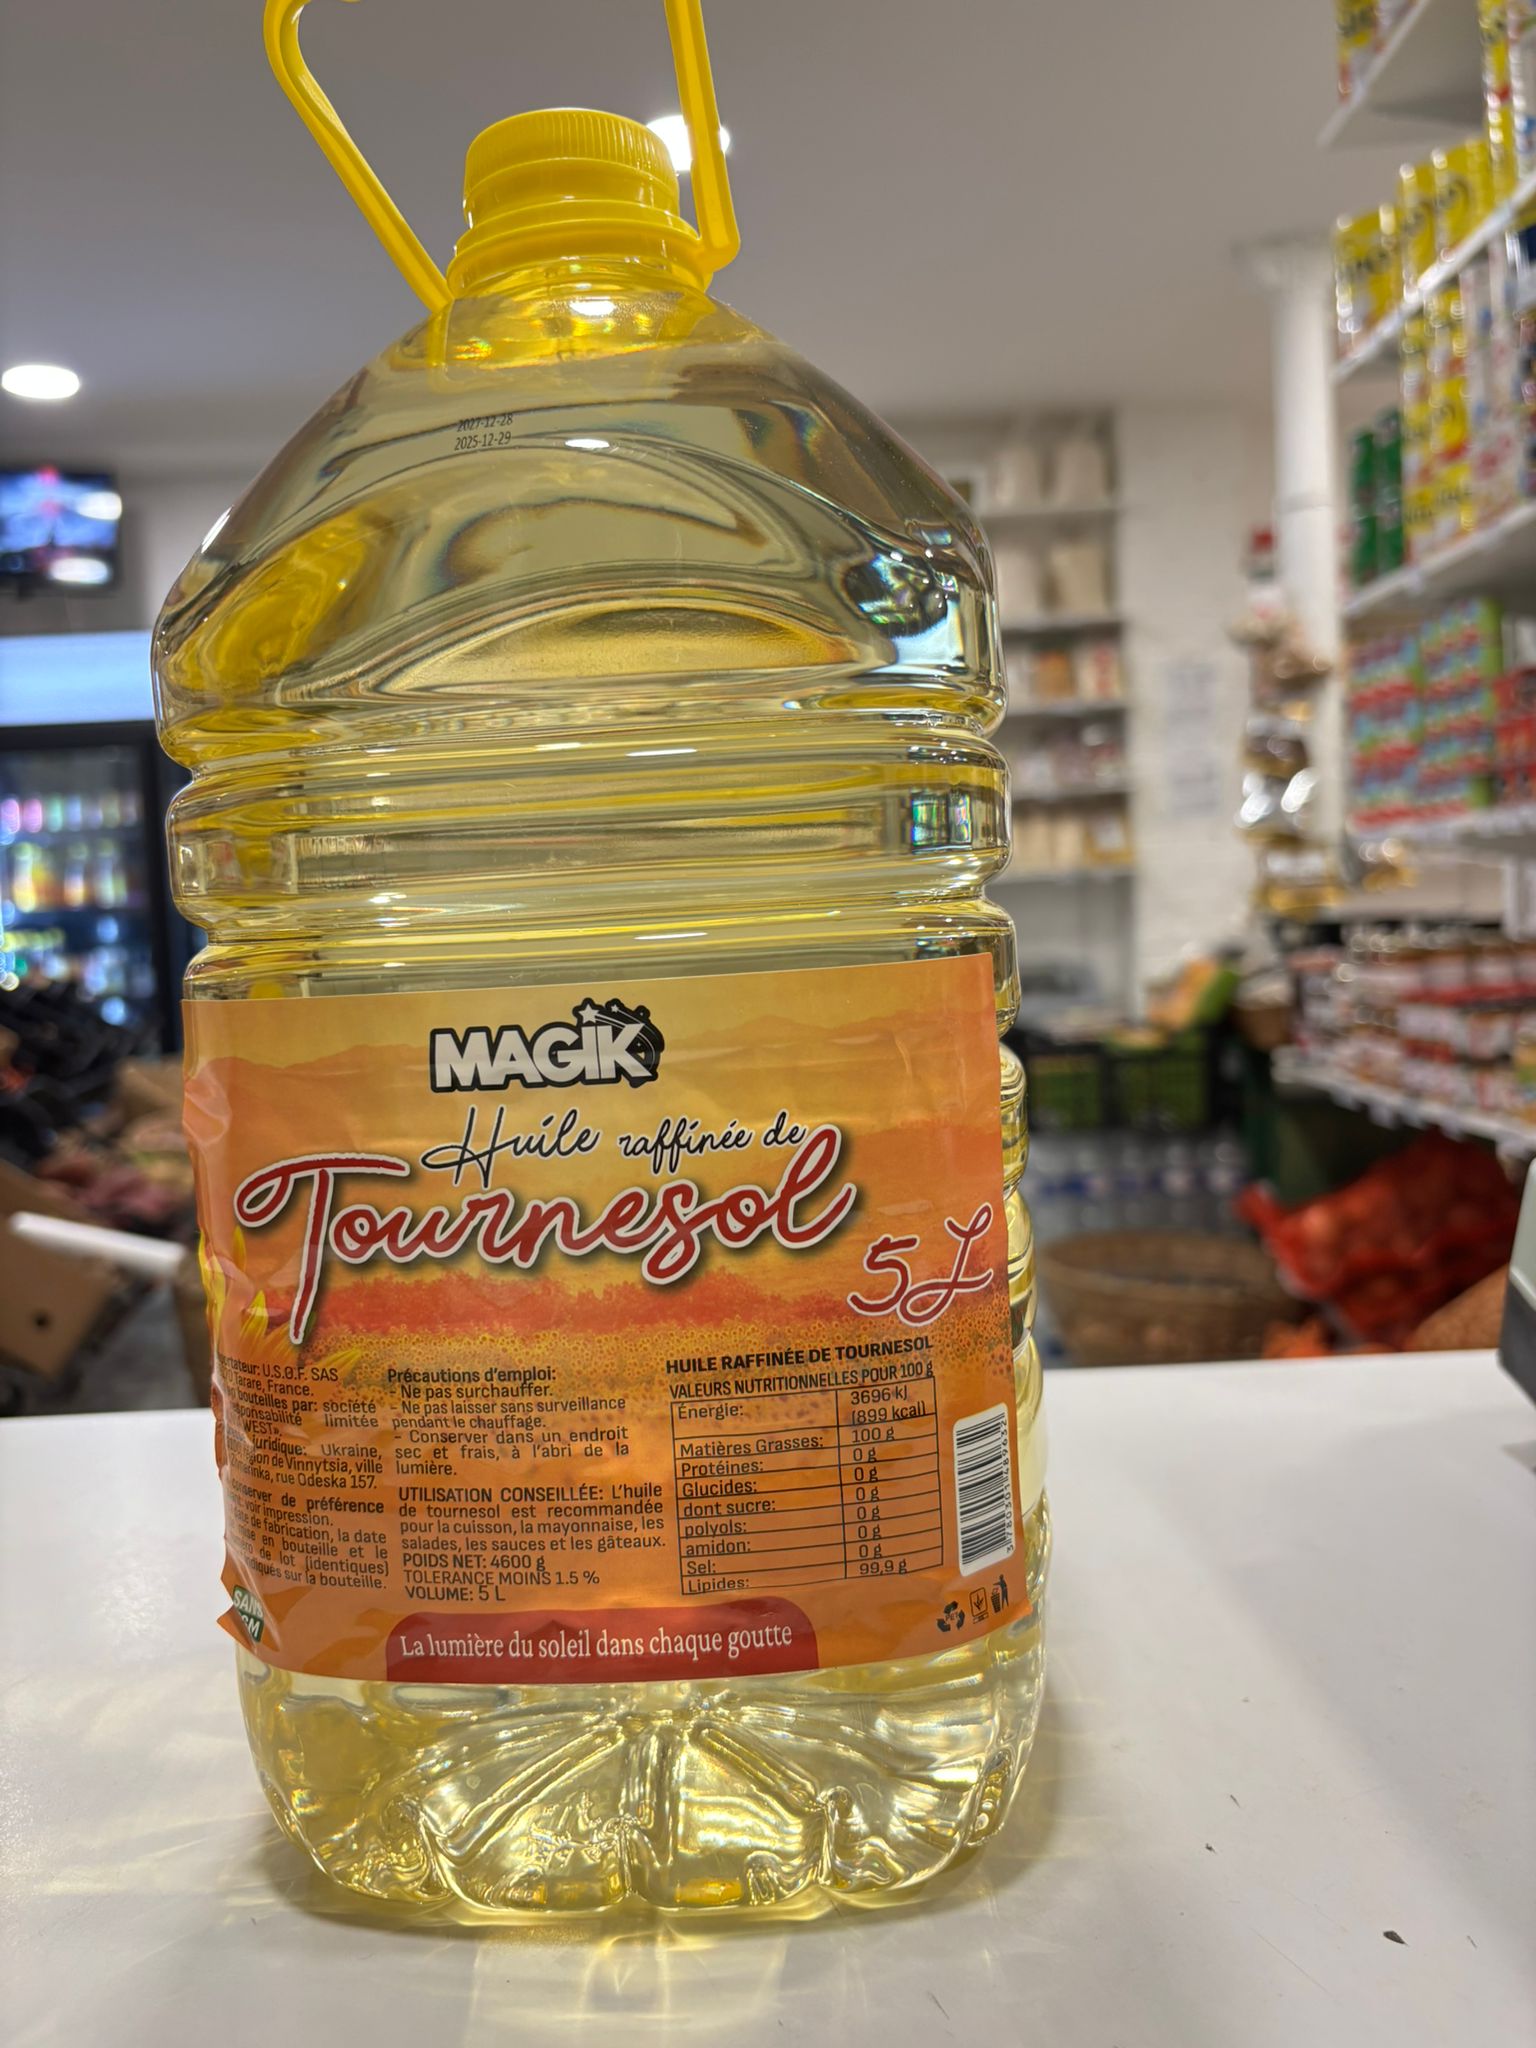 2027-12-28
2025-12-29
MAGIK
Huile raffinée de
Tournesol
5L
U.S.O.F. SAS
Tarare, France.
bouteilles par: société
limitée
WEST».
juridique: Ukraine,
région de Vinnytsia, ville
rue Odeska 157.
conserver de préférence
voir impression.
de fabrication, la date
mise en bouteille et le
de lot (identiques)
sur la bouteille.
SANS
Précautions d'emploi:
- Ne pas surchauffer.
- Ne pas laisser sans surveillance
pendant le chauffage.
- Conserver dans un endroit
sec et frais, à l'abri de la
lumière.
UTILISATION CONSEILLÉE: L'huile
de tournesol est recommandée
pour la cuisson, la mayonnaise, les
salades, les sauces et les gâteaux.
POIDS NET: 4600 g
TOLERANCE MOINS 1.5 %
VOLUME: 5 L
HUILE RAFFINÉE DE TOURNESOL
VALEURS NUTRITIONNELLES POUR 100 g
Énergie: 3696 kJ
(899 kcal)
Matières Grasses: 100 g
Protéines: 0 g
Glucides: 0 g
dont sucre: 0 g
polyols: 0 g
amidon: 0 g
Sel: 0 g
Lipides: 99,9 g
PET
La lumière du soleil dans chaque goutte